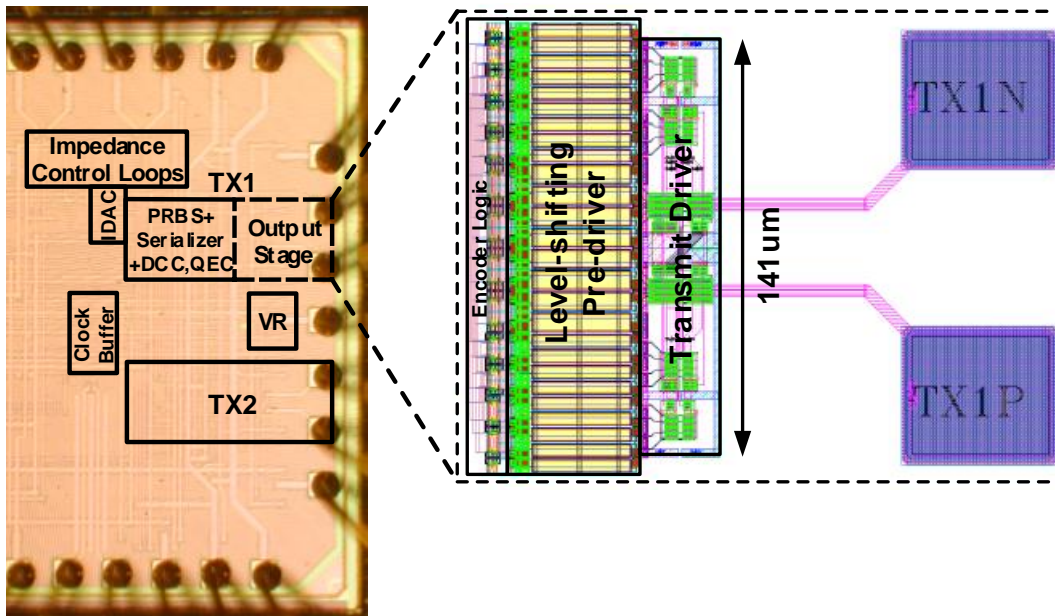 Impedance
Control Loops
TX1
IDAC
PRBS+
Serializer
+DCC,QEC
Output
Stage
Clock
Buffer
VR
TX2
Encoder Logic
Level-shifting
Pre-driver
Transmit Driver
141um
TX1N
TX1P